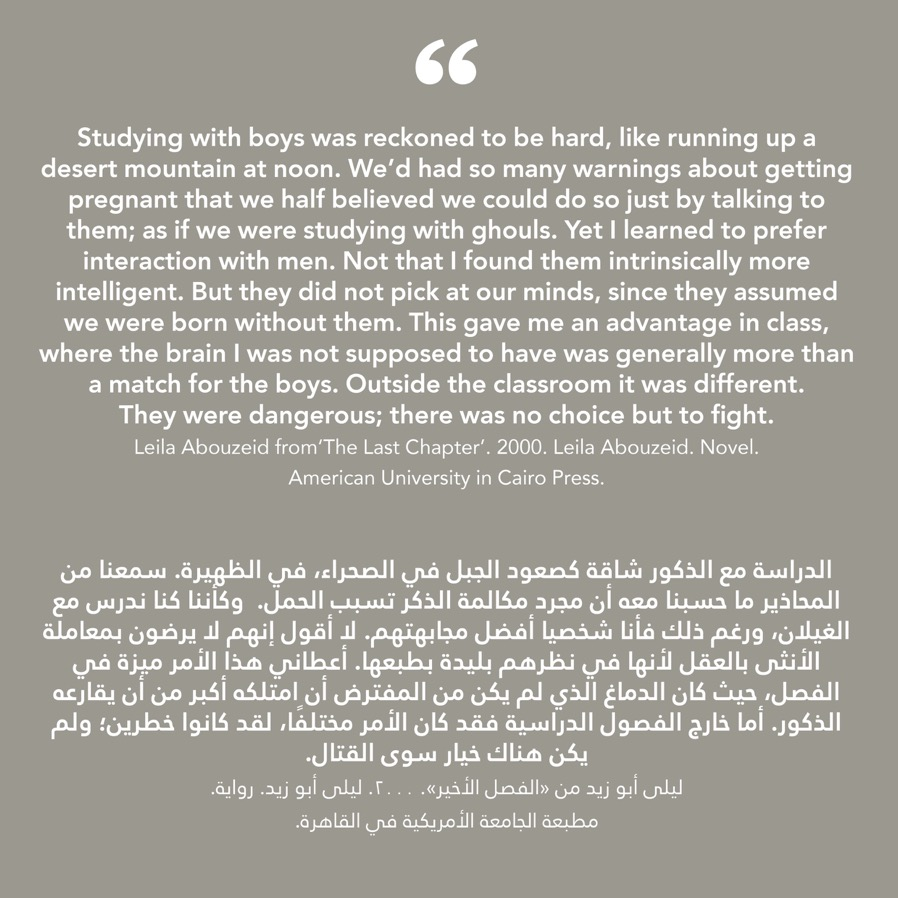 “
Studying with boys was reckoned to be hard, like running up a
desert mountain at noon. We’d had so many warnings about getting
pregnant that we half believed we could do so just by talking to
them; as if we were studying with ghouls. Yet I learned to prefer
interaction with men. Not that I found them intrinsically more
intelligent. But they did not pick at our minds, since they assumed
we were born without them. This gave me an advantage in class,
where the brain I was not supposed to have was generally more than
a match for the boys. Outside the classroom it was different.
They were dangerous; there was no choice but to fight.
Leila Abouzeid from‘The Last Chapter’. 2000. Leila Abouzeid. Novel.
American University in Cairo Press.
الدراسة مع الذكور شاقة كصعود الجبل في الصحراء، في الظهيرة. سمعنا من
المحاذير ما حسبنا معه أن مجرد مكالمة الذكر تسبب الحمل. وكأننا كنا ندرس مع
الغيلان، ورغم ذلك فأنا شخصيا أفضل مجابهتهم. لا أقول إنهم لا يرضون بمعاملة
الأنثى بالعقل لأنها في نظرهم بليدة بطبعها. أعطاني هذا الأمر ميزة في
الفصل، حيث كان الدماغ الذي لم يكن من المفترض أن امتلكه أكبر من أن يقارعه
الذكور. أما خارج الفصول الدراسية فقد كان الأمر مختلفًا، لقد كانوا خطرين؛ ولم
يكن هناك خيار سوى القتال.
ليلى أبو زيد من «الفصل الأخير». ٢٠٠٠. ليلى أبو زيد. رواية.
مطبعة الجامعة الأمريكية في القاهرة.